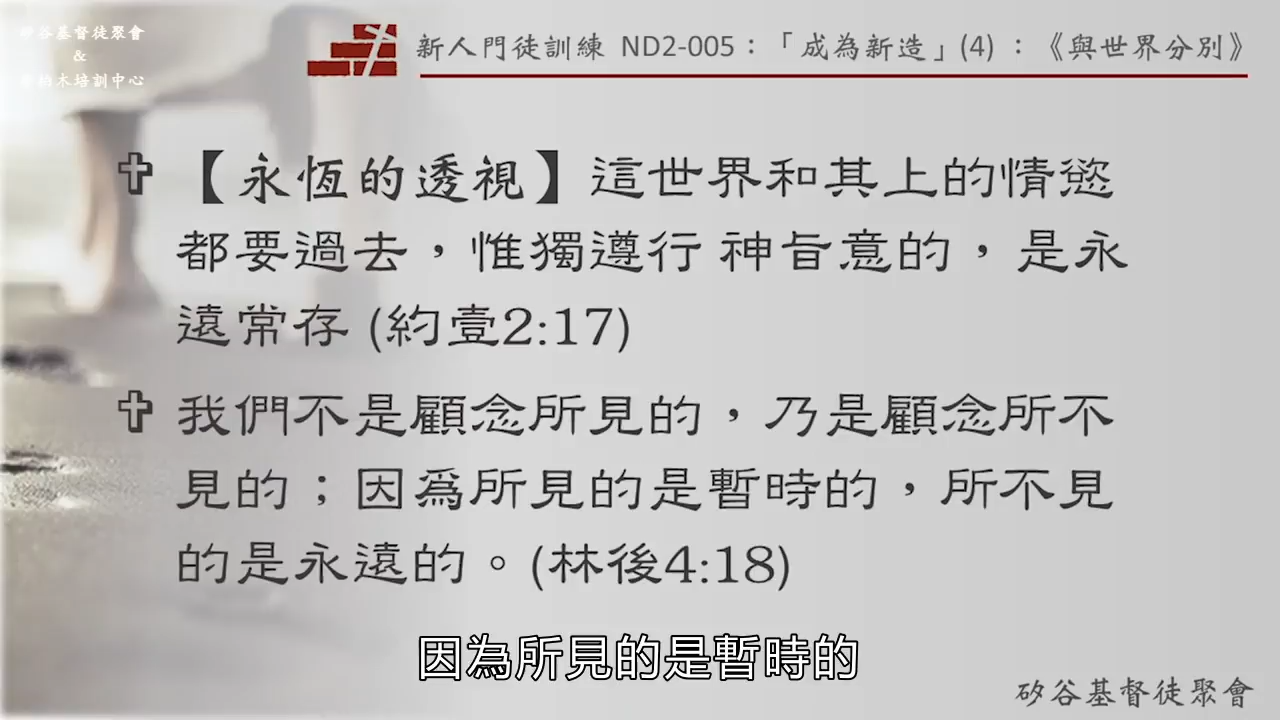 矽谷基督徒聚會
&
柏木培訓中心
新人門徒訓練 ND2-005：「成為新造」(4) ：《與世界分別》
【永恆的透視】這世界和其上的情慾
都要過去，惟獨遵行 神旨意的，是永
遠常存 (約壹2:17)
我們不是顧念所見的，乃是顧念所不
見的；因爲所見的是暫時的，所不見
的是永遠的。(林後4:18)
因為所見的是暫時的
矽谷基督徒聚會